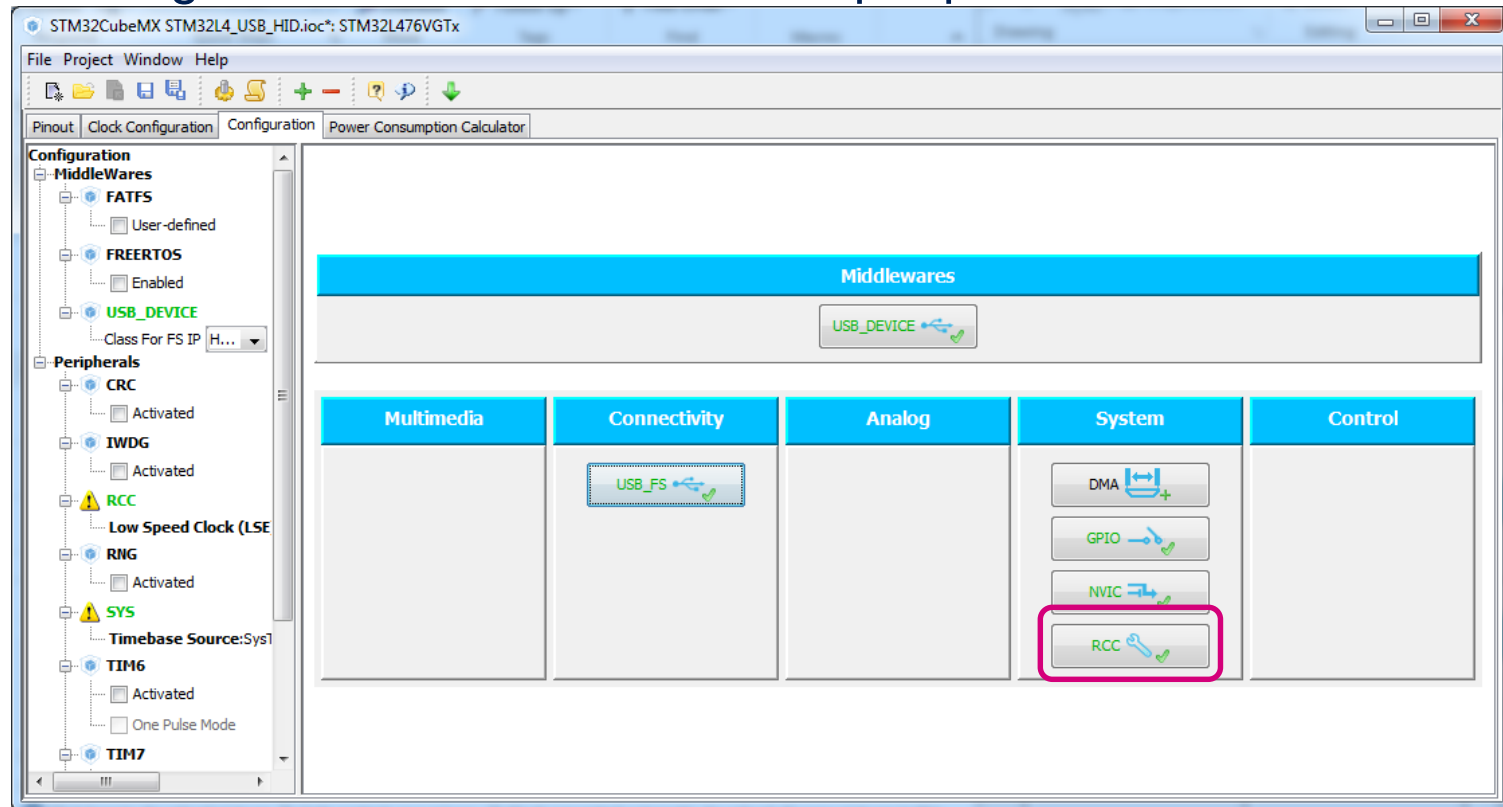 STM32CubeMX STM32L4_USB_HID.ioc*: STM32L476VGTx
File Project Window Help
Pinout Clock Configuration Configuration Power Consumption Calculator
Configuration
MiddleWares
FATFS
User-defined
FREERTOS
Enabled
USB_DEVICE
Class For FS IP H...
Peripherals
CRC
Activated
IWDG
Activated
RCC
Low Speed Clock (LSE
RNG
Activated
SYS
Timebase Source:SysT
TIM6
Activated
One Pulse Mode
TIM7
Middlewares
USB_DEVICE
Multimedia Connectivity Analog System Control
USB_FS
DMA
GPIO
NVIC
RCC